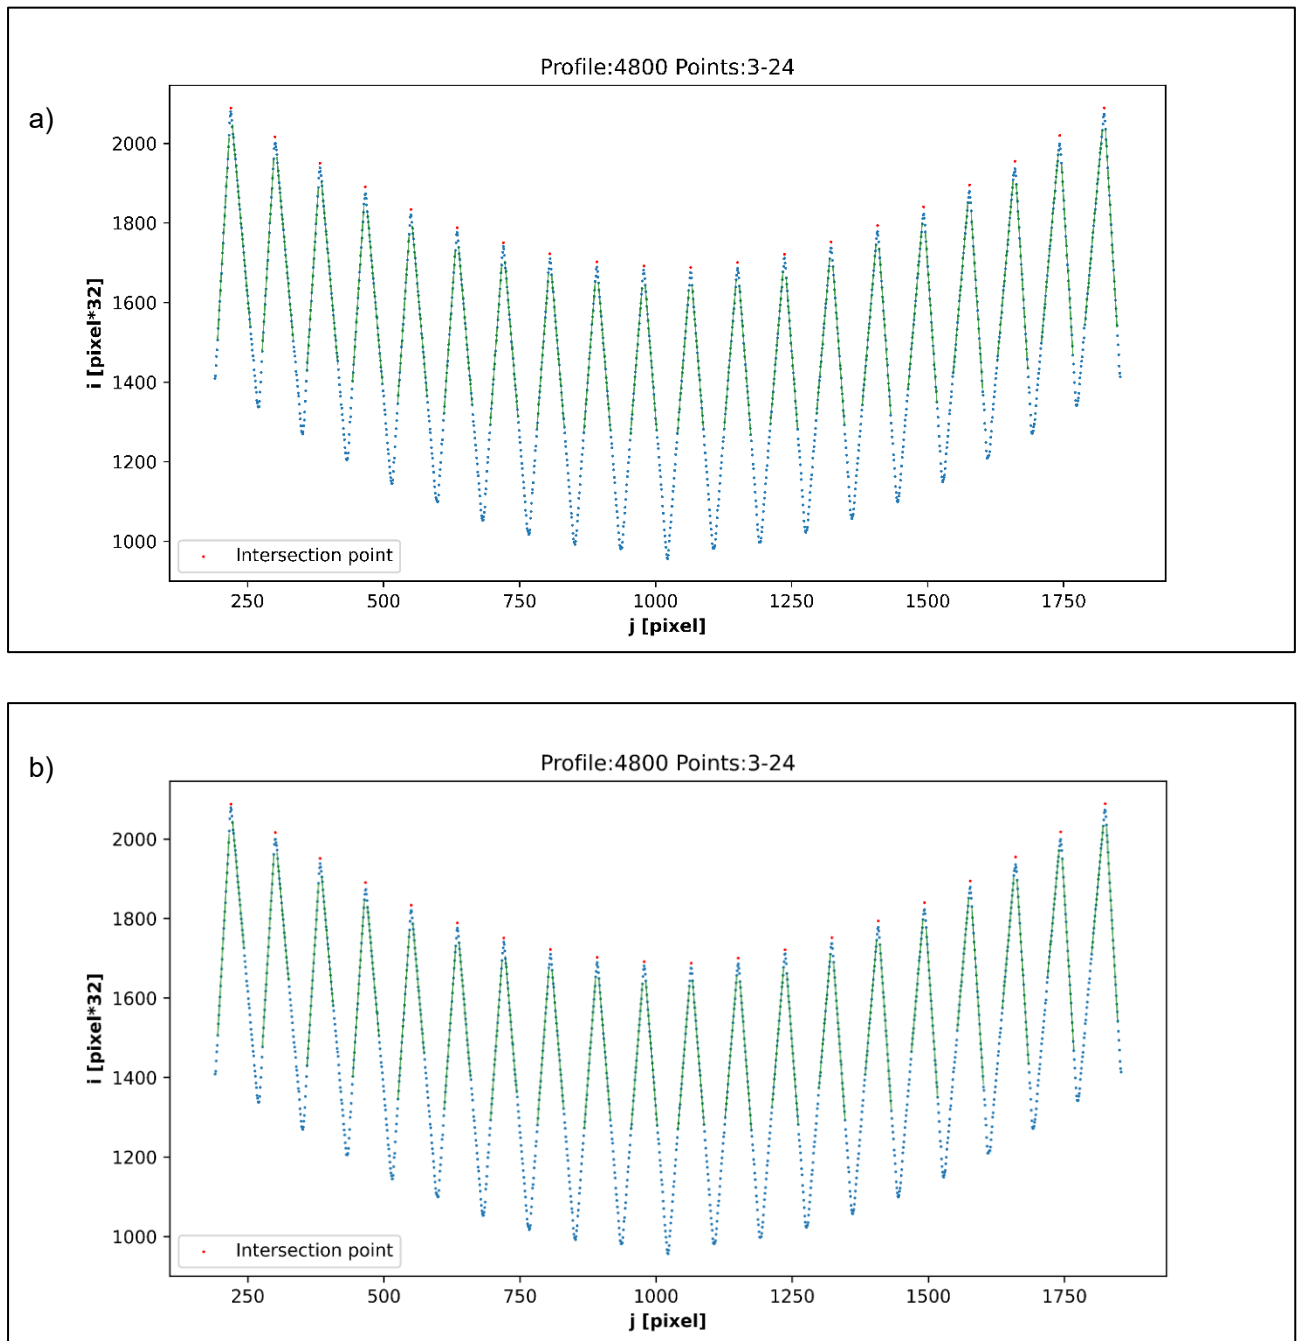 a)
Profile:4800 Points:3-24
2000
1800
1600
1400
1200
1000
i [pixel*32]
Intersection point
250 500 750 1000 1250 1500 1750
j [pixel]
b)
Profile:4800 Points:3-24
2000
1800
1600
1400
1200
1000
i [pixel*32]
Intersection point
250 500 750 1000 1250 1500 1750
j [pixel]